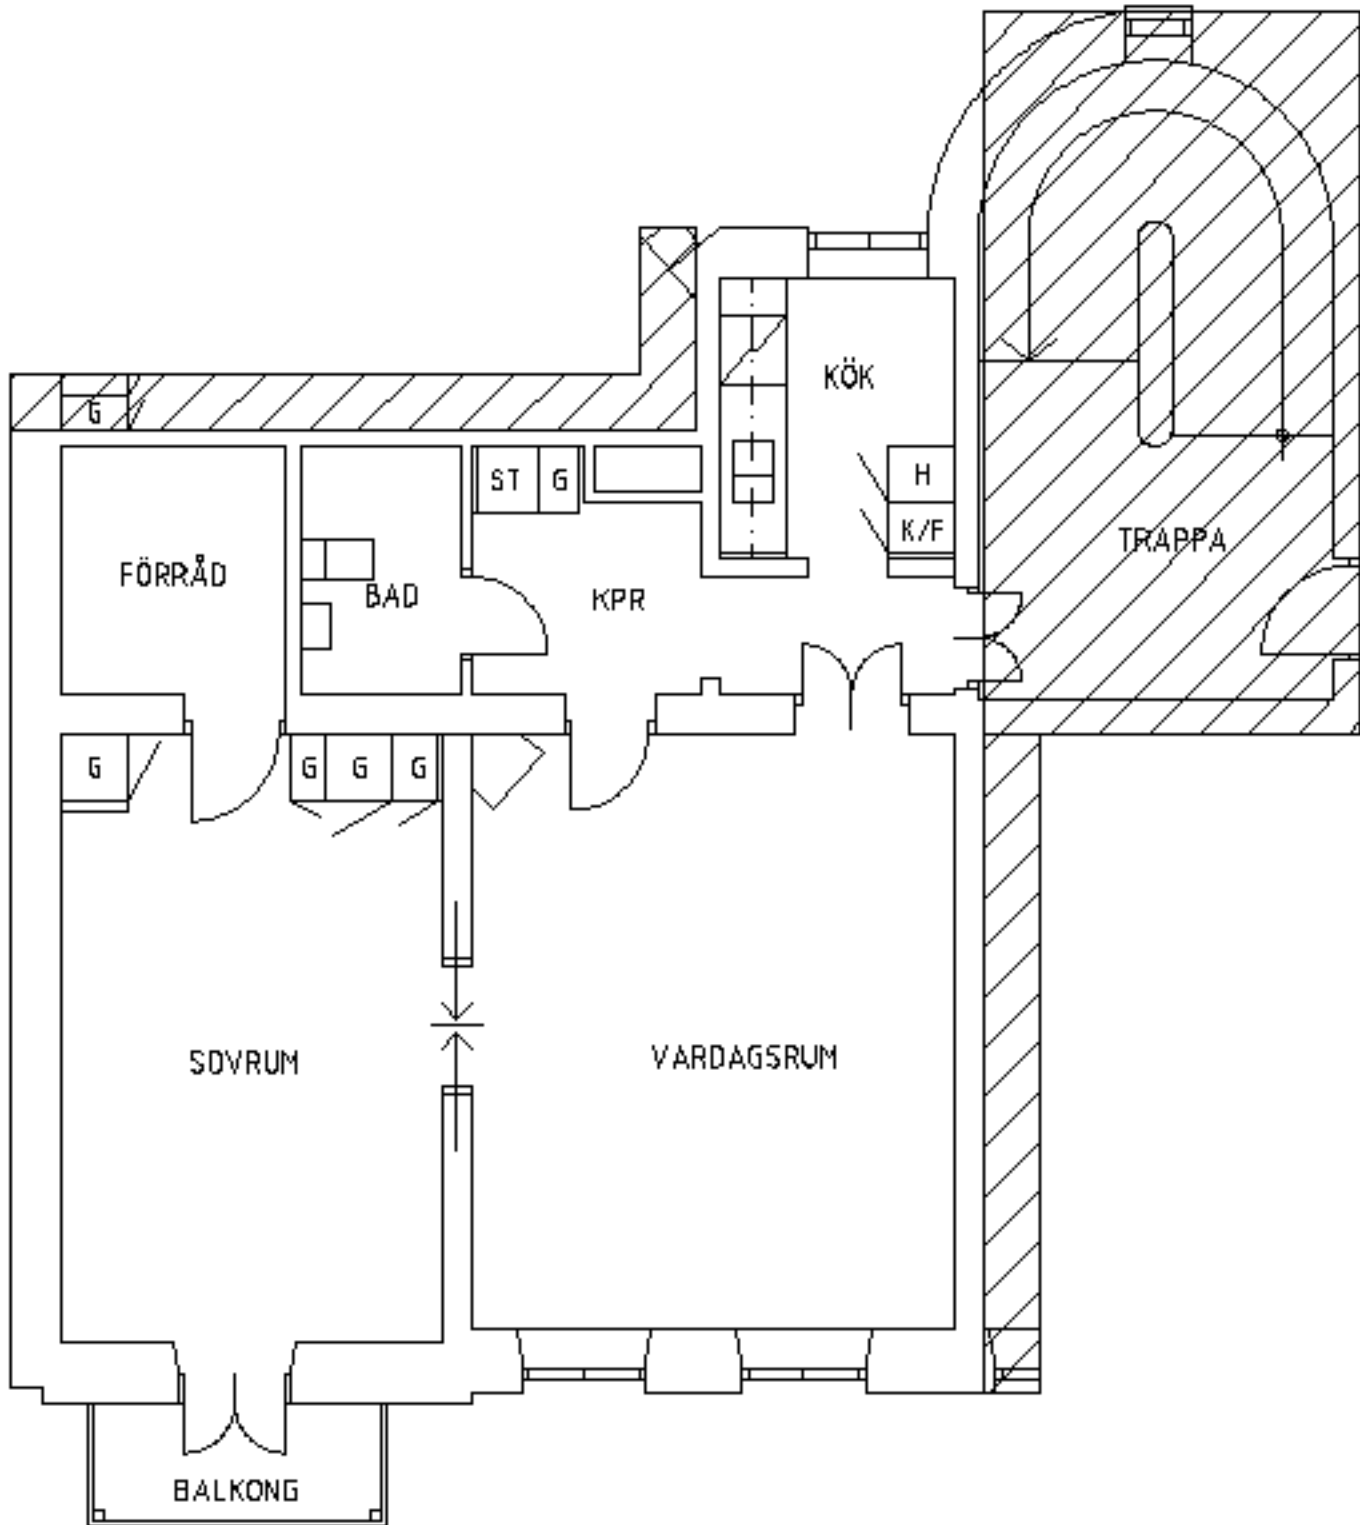 KÖK
G
ST G
H
K/F
TRAPPA
FÖRRÅD
BAD
KPR
G
G G G
SOVRUM
VARDAGSRUM
BALKONG